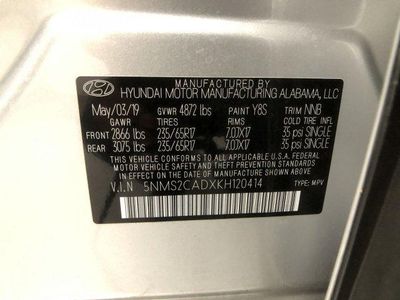 HYUNDAI MOTOR MANUFACTURING ALABAMA, LLC
May/03/19 GVWR 4872 lbs PAINT Y8S TRIM NNB
GAWR TIRES RIMS COLD TIRE INFL
FRONT 2866 lbs 235/65R17 7.0JX17 35 psi SINGLE
REAR 3075 lbs 235/65R17 7.0JX17 35 psi SINGLE
THIS VEHICLE CONFORMS TO ALL APPLICABLE U.S. FEDERAL
MOTOR VEHICLE SAFETY AND THEFT PREVENTION STANDARDS
IN EFFECT ON THE DATE OF MANUFACTURE SHOWN ABOVE.
V.I.N 5NMS2CADXKH120414 TYPE: MPV